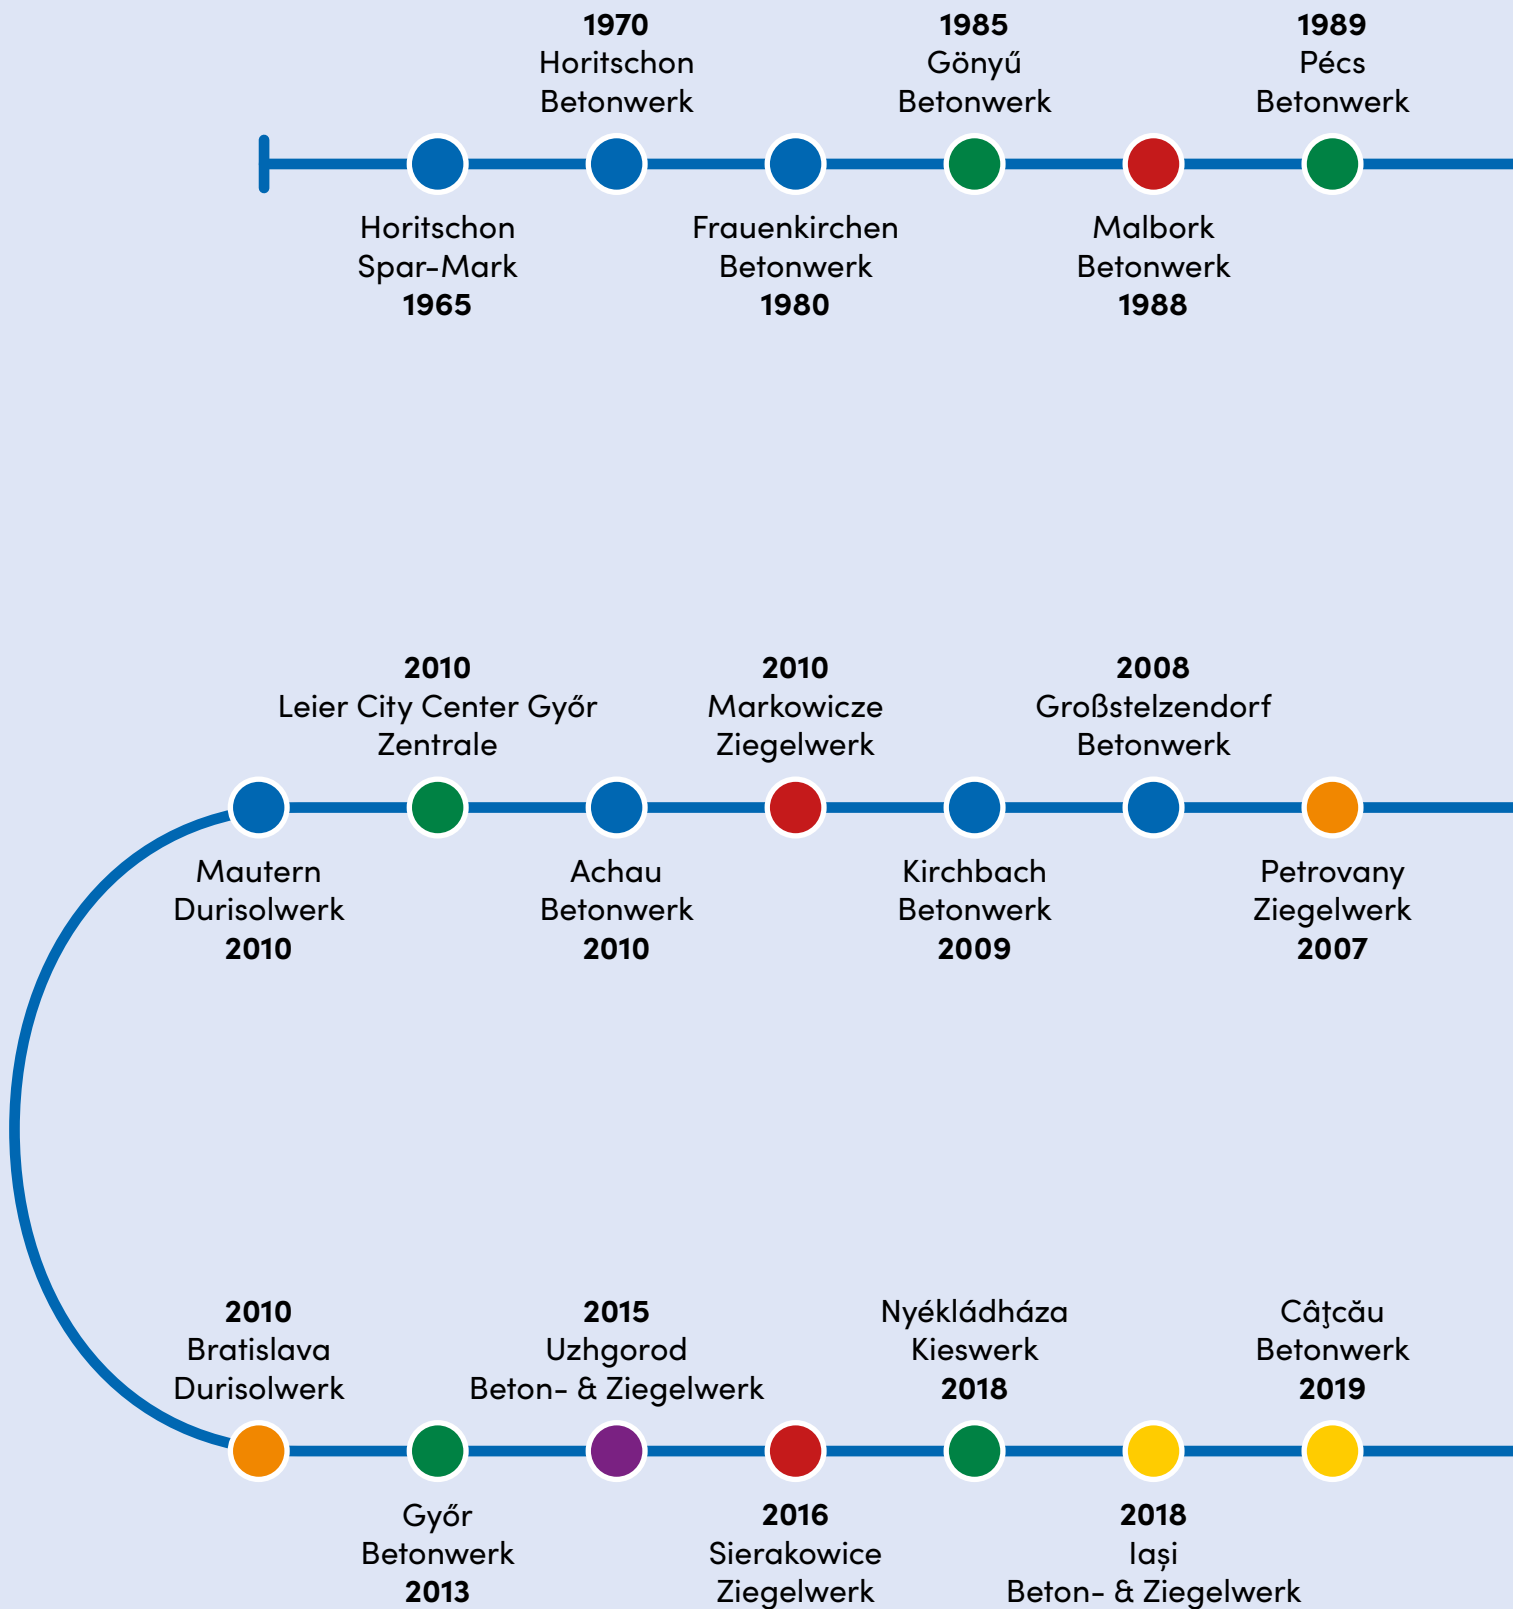 1970
Horitschon
Betonwerk
1985
Gönyű
Betonwerk
1989
Pécs
Betonwerk
Horitschon
Spar-Mark
1965
Frauenkirchen
Betonwerk
1980
Malbork
Betonwerk
1988
2010
Leier City Center Győr
Zentrale
2010
Markowicze
Ziegelwerk
2008
Großstelzendorf
Betonwerk
Mautern
Durisolwerk
2010
Achau
Betonwerk
2010
Kirchbach
Betonwerk
2009
Petrovany
Ziegelwerk
2007
2010
Bratislava
Durisolwerk
2015
Uzhgorod
Beton- & Ziegelwerk
Nyékládháza
Kieswerk
2018
Câţcău
Betonwerk
2019
Győr
Betonwerk
2013
2016
Sierakowice
Ziegelwerk
2018
Iași
Beton- & Ziegelwerk